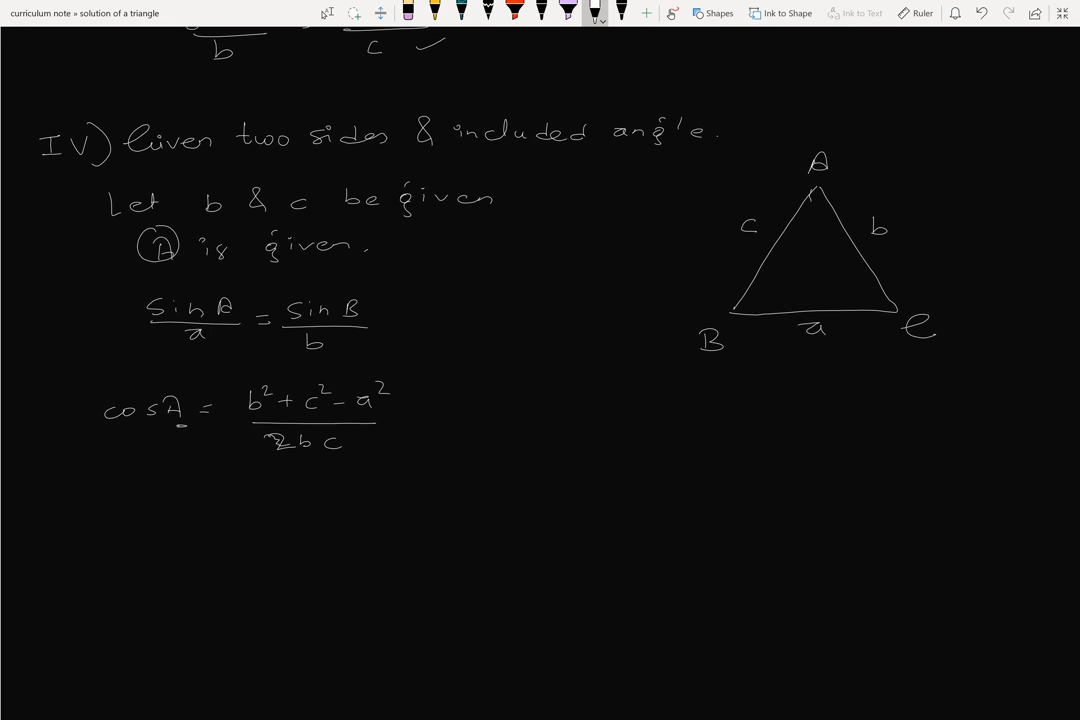 curriculum note » solution of a triangle
Shapes Ink to Shape Ink to Text Ruler
b c
IV) Given two sides & included angle.
Let b & c be given
A is given.
sin A / a = sin B / b
cos A = b² + c² - a² / 2bc
A
c b
B a C